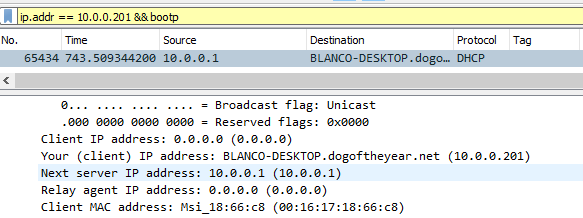 ip.addr == 10.0.0.201 && bootp
No. Time Source Destination Protocol Tag
65434 743.509344200 10.0.0.1 BLANCO-DESKTOP.dogo… DHCP
0... .... .... .... = Broadcast flag: Unicast
.000 0000 0000 0000 = Reserved flags: 0x0000
Client IP address: 0.0.0.0 (0.0.0.0)
Your (client) IP address: BLANCO-DESKTOP.dogoftheyear.net (10.0.0.201)
Next server IP address: 10.0.0.1 (10.0.0.1)
Relay agent IP address: 0.0.0.0 (0.0.0.0)
Client MAC address: Msi_18:66:c8 (00:16:17:18:66:c8)